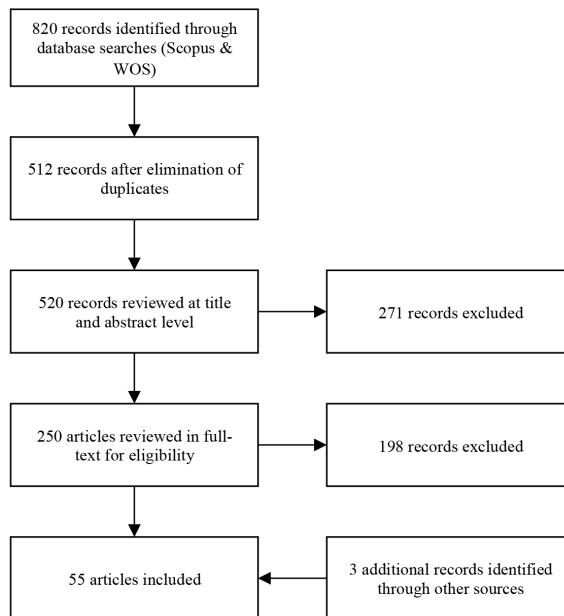 820 records identified through
database searches (Scopus &
WOS)
512 records after elimination of
duplicates
520 records reviewed at title
and abstract level
271 records excluded
250 articles reviewed in full-
text for eligibility
198 records excluded
55 articles included
3 additional records identified
through other sources